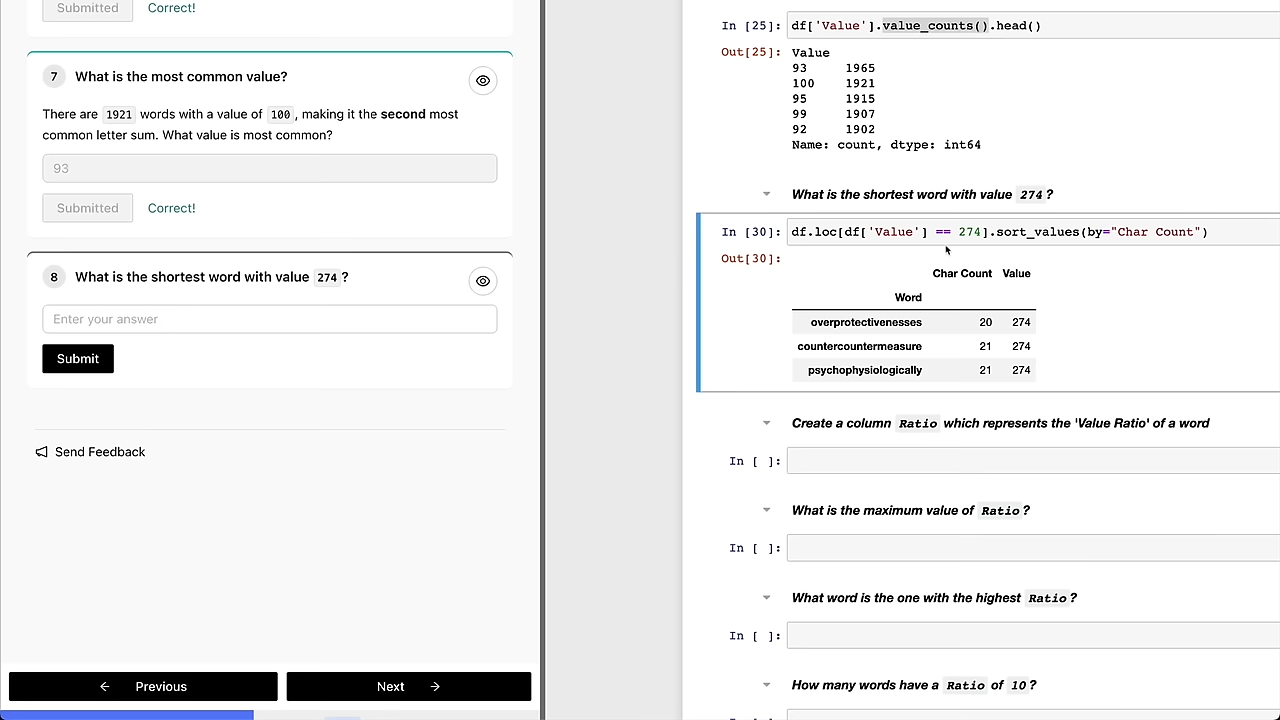 Submitted Correct!
7 What is the most common value?
There are 1921 words with a value of 100, making it the second most
common letter sum. What value is most common?
93
Submitted Correct!
8 What is the shortest word with value 274 ?
Enter your answer
Submit
Send Feedback
← Previous
Next →
In [25]: df['Value'].value_counts().head()
Out[25]: Value
93 1965
100 1921
95 1915
99 1907
92 1902
Name: count, dtype: int64
What is the shortest word with value 274?
In [30]: df.loc[df['Value'] == 274].sort_values(by="Char Count")
Out[30]:
Char Count Value
Word
overprotectivenesses 20 274
countercountermeasure 21 274
psychophysiologically 21 274
Create a column Ratio which represents the 'Value Ratio' of a word
In [ ]:
What is the maximum value of Ratio?
In [ ]:
What word is the one with the highest Ratio?
In [ ]:
How many words have a Ratio of 10?